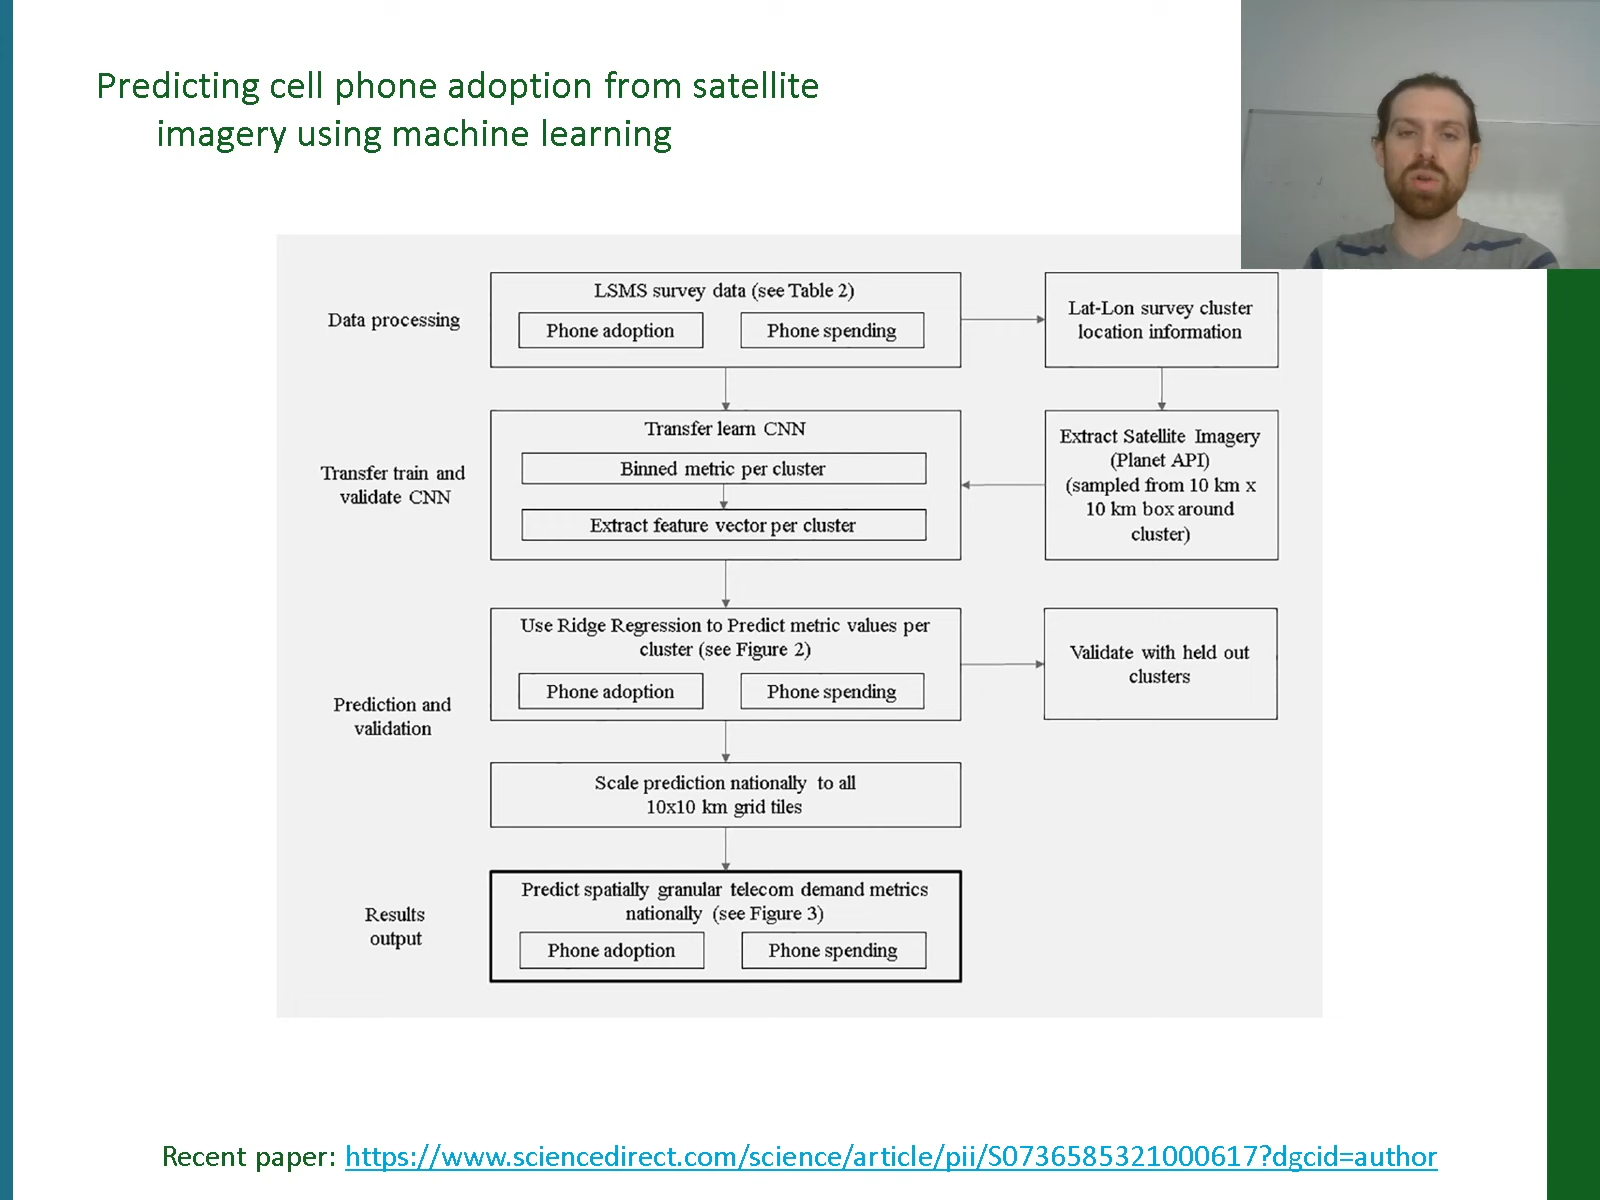 Predicting cell phone adoption from satellite
imagery using machine learning
Data processing
LSMS survey data (see Table 2)
Phone adoption
Phone spending
Lat-Lon survey cluster
location information
Transfer train and
validate CNN
Transfer learn CNN
Binned metric per cluster
Extract feature vector per cluster
Extract Satellite Imagery
(Planet API)
(sampled from 10 km x
10 km box around
cluster)
Prediction and
validation
Use Ridge Regression to Predict metric values per
cluster (see Figure 2)
Phone adoption
Phone spending
Validate with held out
clusters
Scale prediction nationally to all
10x10 km grid tiles
Results
output
Predict spatially granular telecom demand metrics
nationally (see Figure 3)
Phone adoption
Phone spending
Recent paper: https://www.sciencedirect.com/science/article/pii/S0736585321000617?dgcid=author